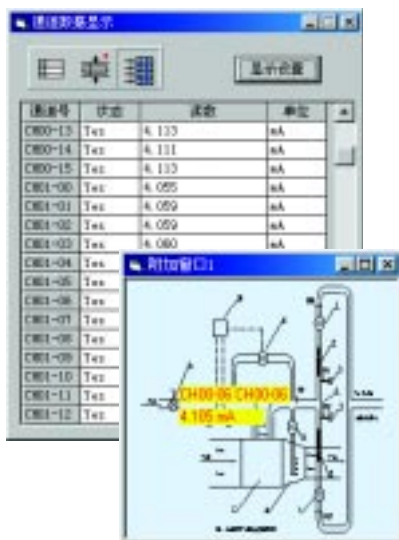 通道数据显示
显示设置
通道号 状态 读数 单位
CH00-13 Yes 4.113 mA
CH00-14 Yes 4.111 mA
CH00-15 Yes 4.113 mA
CH01-00 Yes 4.055 mA
CH01-01 Yes 4.059 mA
CH01-02 Yes 4.059 mA
CH01-03 Yes 4.060 mA
CH01-04 Yes
CH01-05 Yes
CH01-06 Yes
CH01-07 Yes
CH01-08 Yes
CH01-09 Yes
CH01-10 Yes
CH01-11 Yes
CH01-12 Yes
附加窗口1
CH00-06 CH00-06
4.105 mA